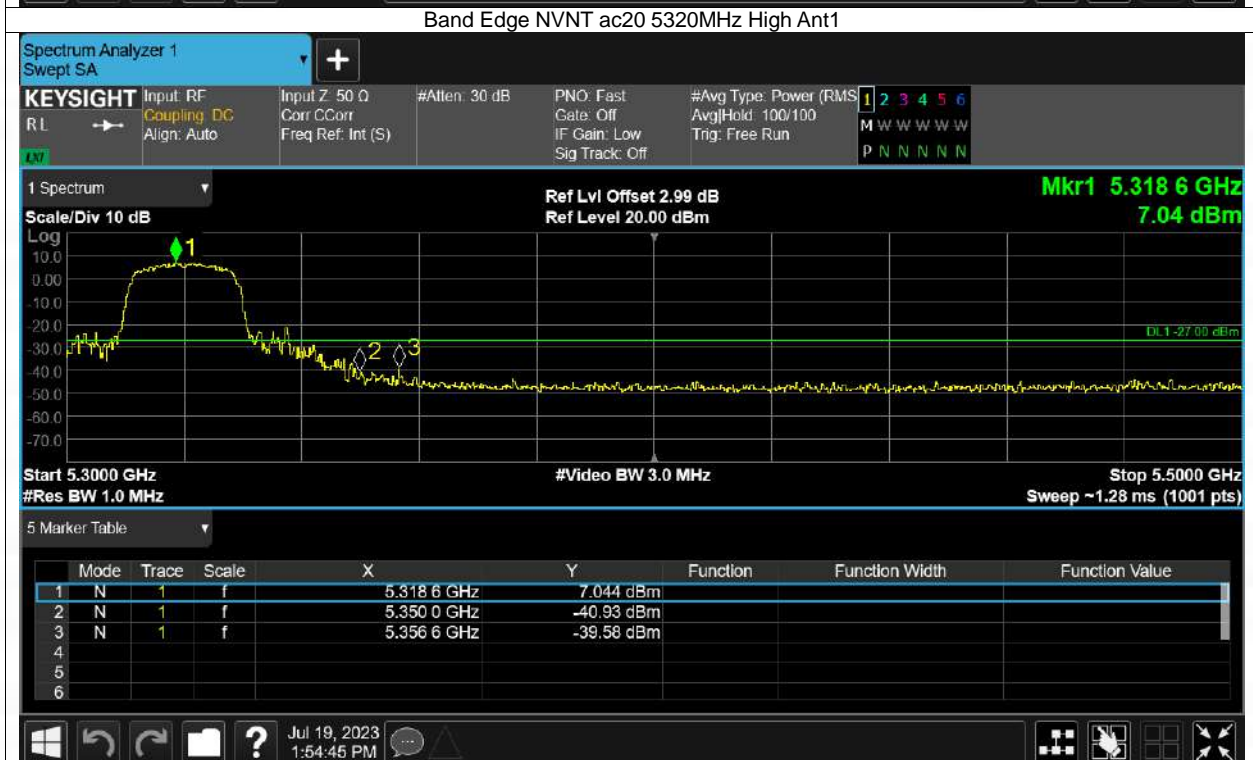 Band Edge NVNT ac20 5320MHz High Ant1
Spectrum Analyzer 1
Swept SA
+
KEYSIGHT Input: RF Input Z: 50 Ω #Atten: 30 dB PNO: Fast #Avg Type: Power (RMS 1 2 3 4 5 6
RL Coupling: DC Corr CCorr Gate: Off Avg|Hold: 100/100 M W W W W W
Align: Auto Freq Ref: Int (S) IF Gain: Low Trig: Free Run
LXI Sig Track: Off P N N N N N
1 Spectrum Ref Lvl Offset 2.99 dB Mkr1 5.318 6 GHz
Scale/Div 10 dB Ref Level 20.00 dBm 7.04 dBm
Log
1
10.0
0.00
-10.0
-20.0
DL1 -27.00 dBm
-30.0
2 3
-40.0
-50.0
-60.0
-70.0
Start 5.3000 GHz #Video BW 3.0 MHz Stop 5.5000 GHz
#Res BW 1.0 MHz Sweep ~1.28 ms (1001 pts)
5 Marker Table
Mode Trace Scale X Y Function Function Width Function Value
1 N 1 f 5.318 6 GHz 7.044 dBm
2 N 1 f 5.350 0 GHz -40.93 dBm
3 N 1 f 5.356 6 GHz -39.58 dBm
4
5
6
? Jul 19, 2023
1:54:45 PM